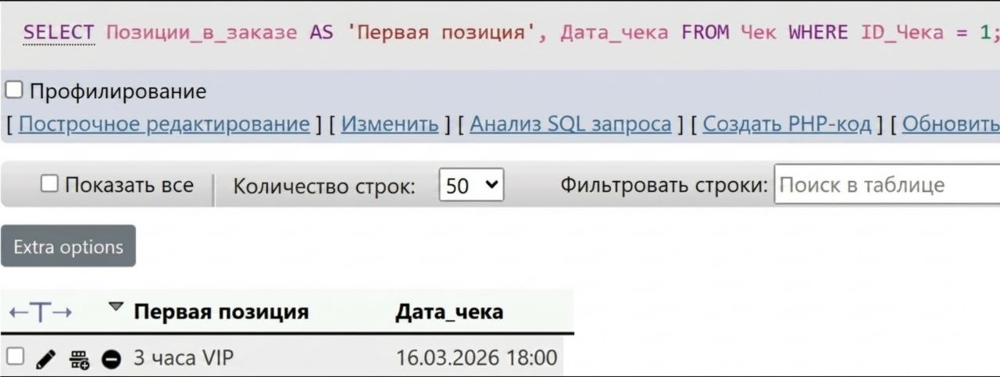 SELECT Позиции_в_заказе AS 'Первая позиция', Дата_чека FROM Чек WHERE ID_Чека = 1;
Профилирование
[ Построчное редактирование ] [ Изменить ] [ Анализ SQL запроса ] [ Создать PHP-код ] [ Обновить
Показать все Количество строк: 50 Фильтровать строки: Поиск в таблице
Extra options
←T→ Первая позиция Дата_чека
3 часа VIP 16.03.2026 18:00